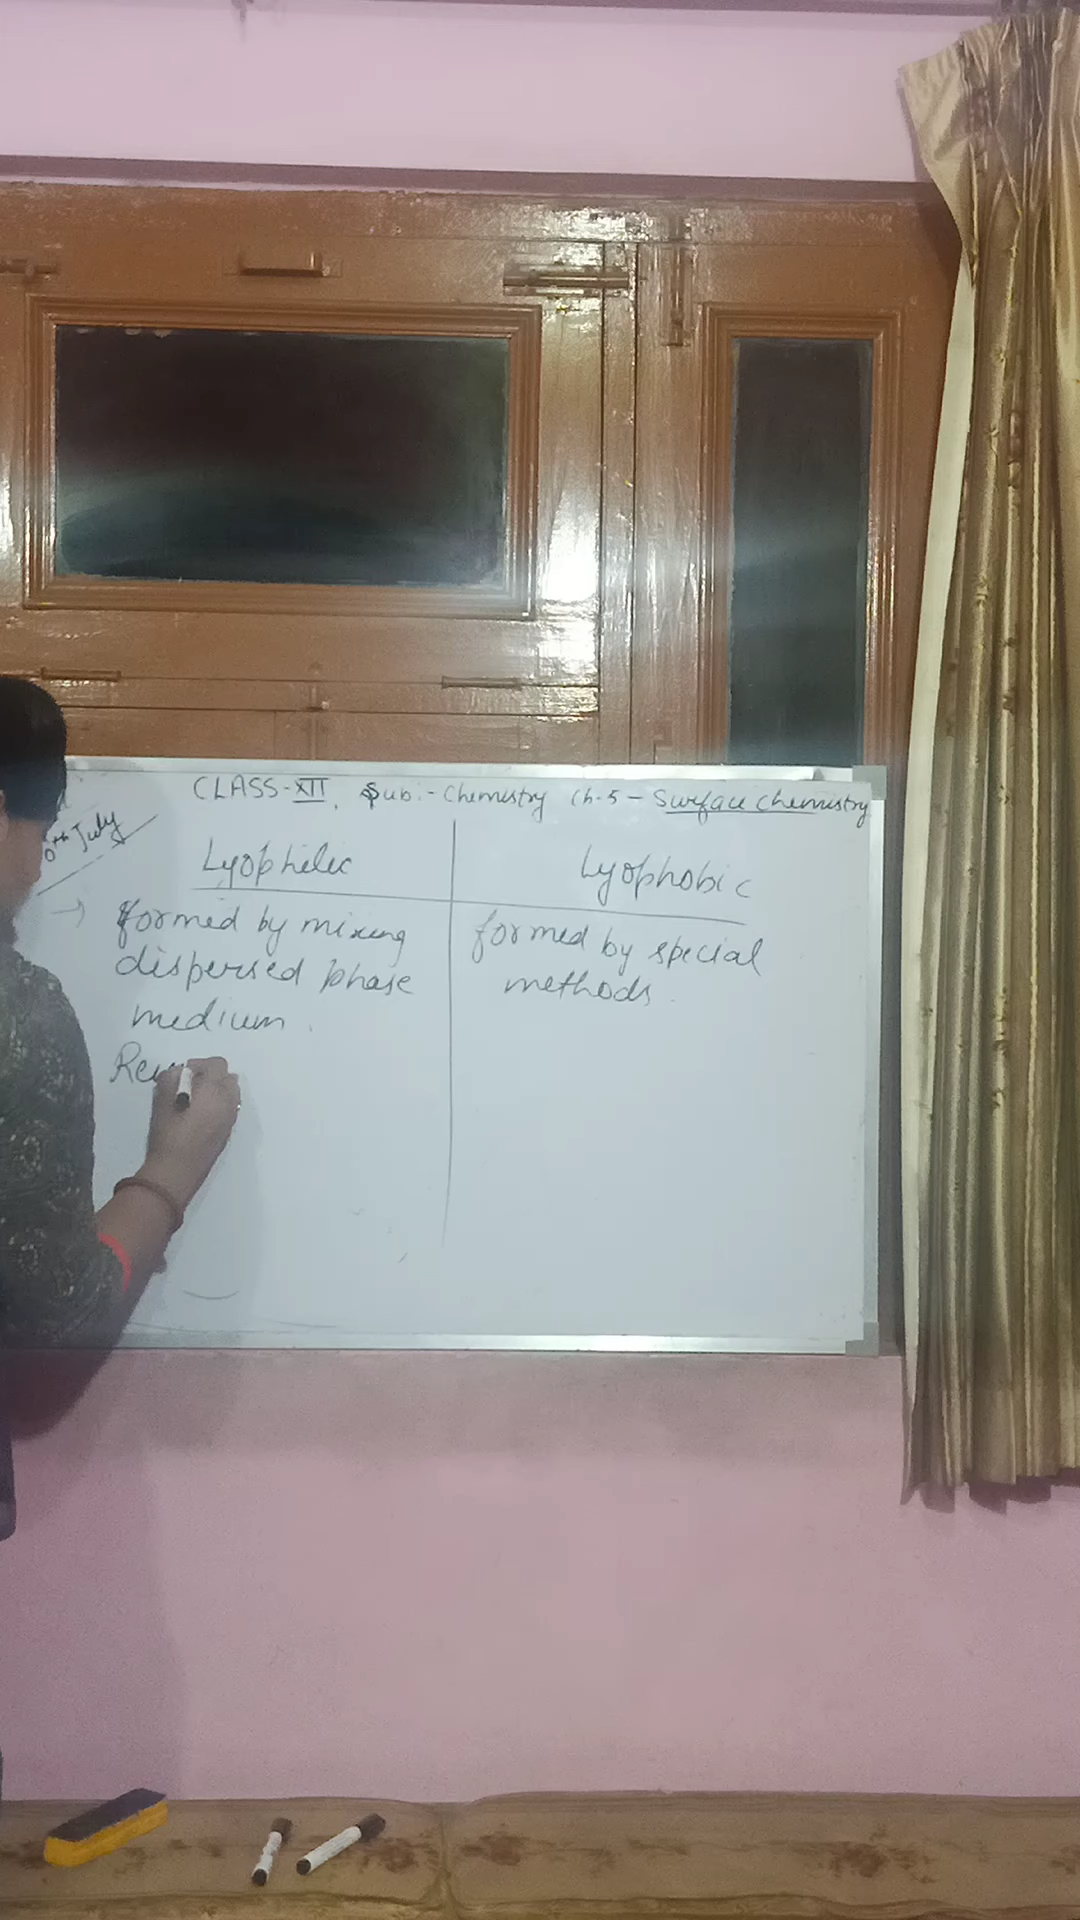 CLASS-XII, Sub:- Chemistry Ch-5 - Surface Chemistry
July
Lyophilic
Lyophobic
→ formed by mixing
dispersed phase
medium.
formed by special
methods.